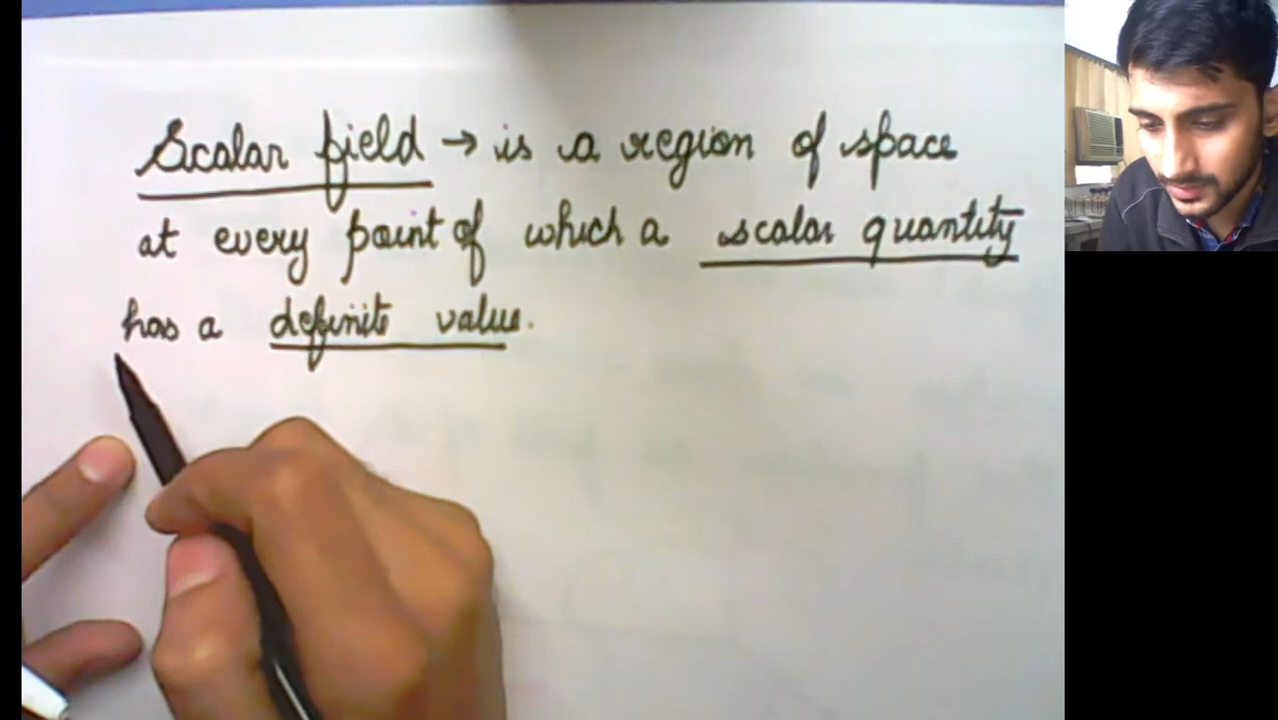 Scalar field → is a region of space
at every point of which a scalar quantity
has a definite value.